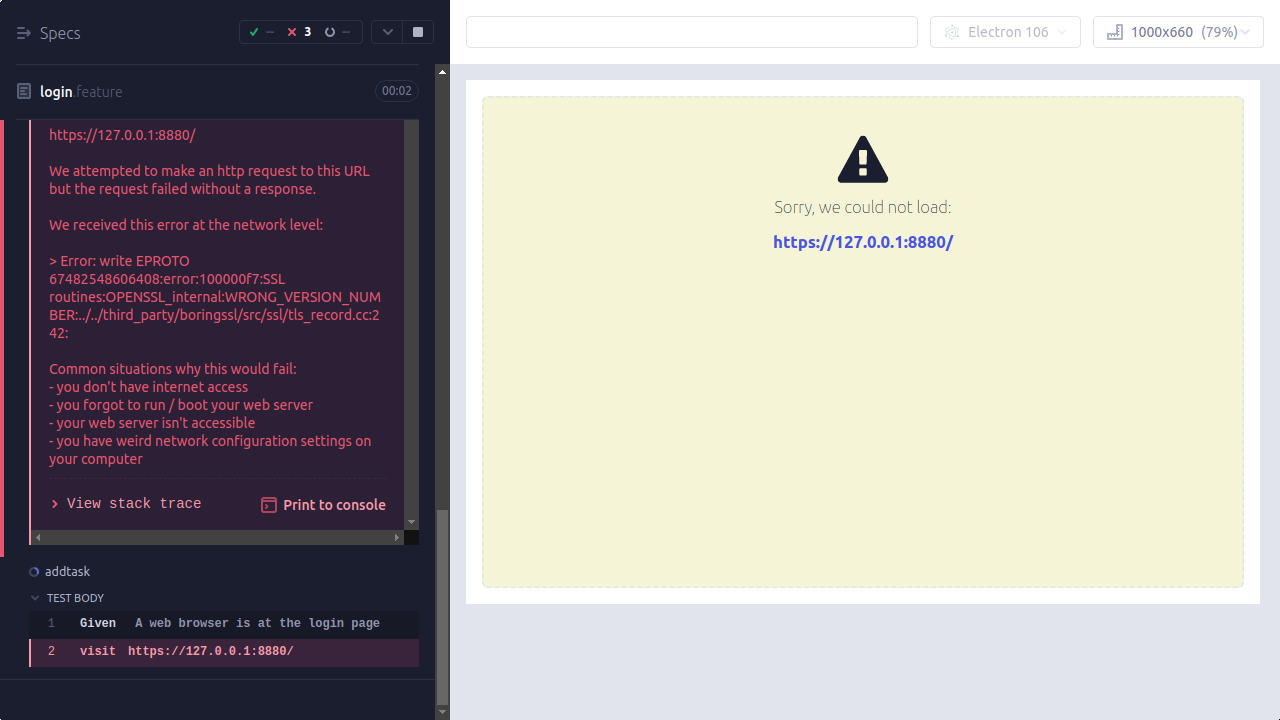 Specs
-- 3 --
login.feature
00:02
https://127.0.0.1:8880/
We attempted to make an http request to this URL
but the request failed without a response.
We received this error at the network level:
> Error: write EPROTO
67482548606408:error:100000f7:SSL
routines:OPENSSL_internal:WRONG_VERSION_NUM
BER:../../third_party/boringssl/src/ssl/tls_record.cc:2
42:
Common situations why this would fail:
- you don't have internet access
- you forgot to run / boot your web server
- your web server isn't accessible
- you have weird network configuration settings on
your computer
View stack trace
Print to console
addtask
TEST BODY
1 Given A web browser is at the login page
2 visit https://127.0.0.1:8880/
Electron 106
1000x660 (79%)
Sorry, we could not load:
https://127.0.0.1:8880/